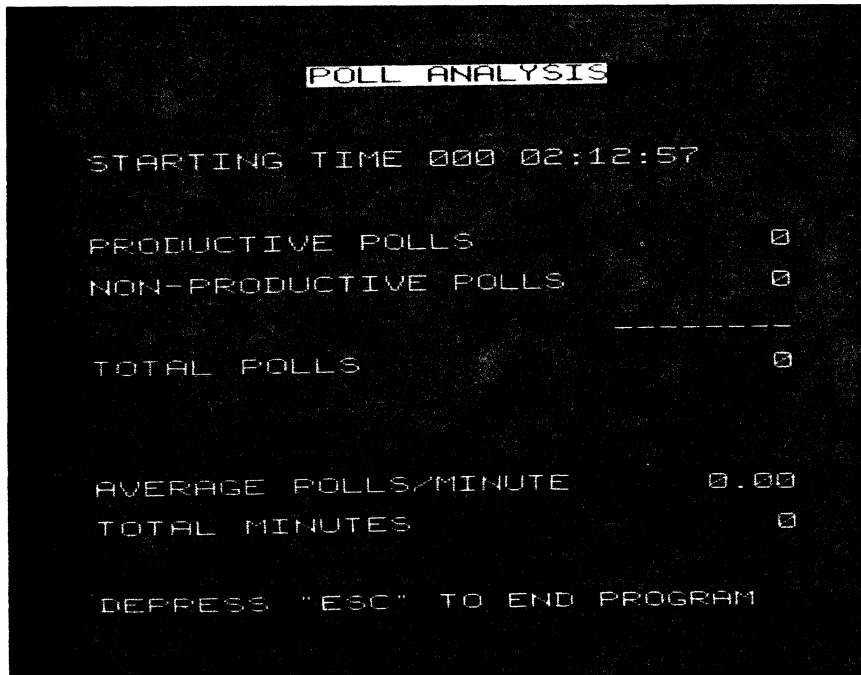 POLL ANALYSIS
STARTING TIME 000 02:12:57
PRODUCTIVE POLLS 0
NON-PRODUCTIVE POLLS 0
--------
TOTAL POLLS 0
AVERAGE POLLS/MINUTE 0.00
TOTAL MINUTES 0
DEPRESS "ESC" TO END PROGRAM